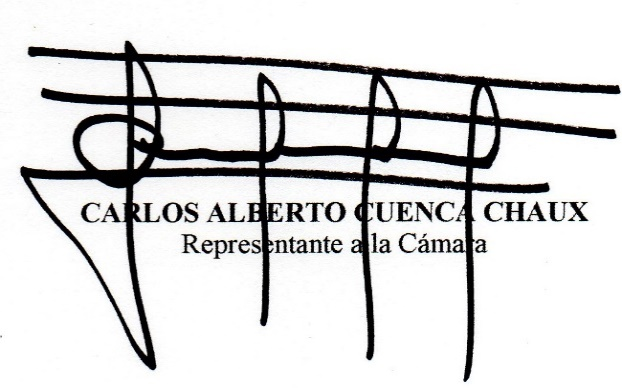 CARLOS ALBERTO CUENCA CHAUX
Representante a la Cámara